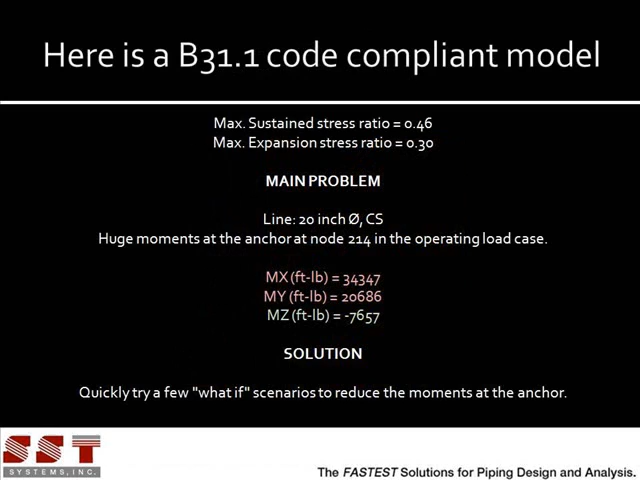 Here is a B31.1 code compliant model
Max. Sustained stress ratio = 0.46
Max. Expansion stress ratio = 0.30
MAIN PROBLEM
Line: 20 inch Ø, CS
Huge moments at the anchor at node 214 in the operating load case.
MX (ft-lb) = 34347
MY (ft-lb) = 20686
MZ (ft-lb) = -7657
SOLUTION
Quickly try a few "what if" scenarios to reduce the moments at the anchor.
SST
SYSTEMS, INC.
The FASTEST Solutions for Piping Design and Analysis.